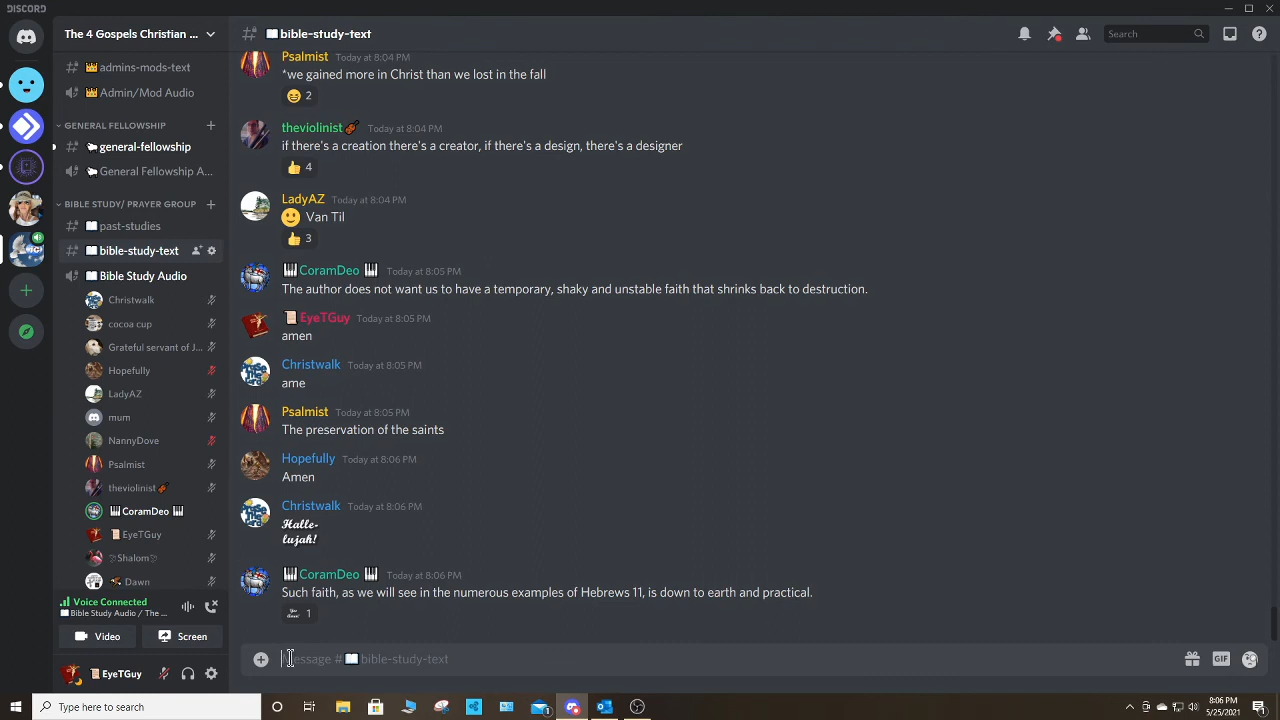 DISCORD
The 4 Gospels Christian ...
bible-study-text
Search
admins-mods-text
Admin/Mod Audio
GENERAL FELLOWSHIP
general-fellowship
General Fellowship A...
BIBLE STUDY/ PRAYER GROUP
past-studies
bible-study-text
Bible Study Audio
Christwalk
cocoa cup
Grateful servant of J...
Hopefully
LadyAZ
mum
NannyDove
Psalmist
theviolinist
CoramDeo
EyeTGuy
Shalom
Dawn
Voice Connected
Bible Study Audio / The ...
Video
Screen
EyeTGuy
Psalmist Today at 8:04 PM
*we gained more in Christ than we lost in the fall
2
theviolinist Today at 8:04 PM
if there's a creation there's a creator, if there's a design, there's a designer
4
LadyAZ Today at 8:04 PM
Van Til
3
CoramDeo Today at 8:05 PM
The author does not want us to have a temporary, shaky and unstable faith that shrinks back to destruction.
EyeTGuy Today at 8:05 PM
amen
Christwalk Today at 8:05 PM
ame
Psalmist Today at 8:05 PM
The preservation of the saints
Hopefully Today at 8:06 PM
Amen
Christwalk Today at 8:06 PM
Halle-
lujah!
CoramDeo Today at 8:06 PM
Such faith, as we will see in the numerous examples of Hebrews 11, is down to earth and practical.
1
Message # bible-study-text
GIF
Type here to search
8:06 PM
5/25/2021